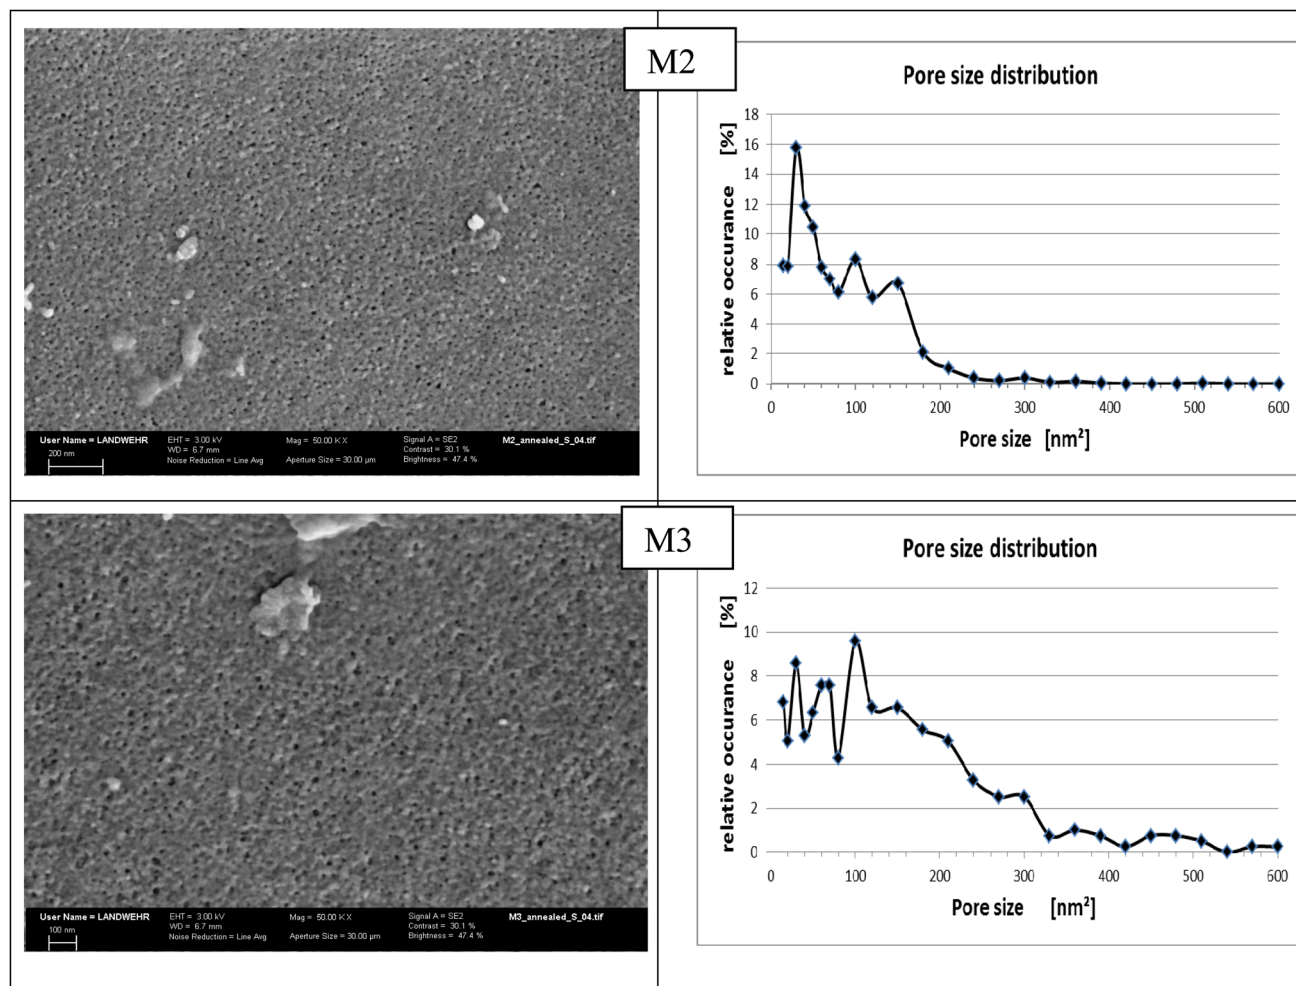 M2
User Name = LANDWEHR
200 nm
EHT = 3.00 kV
WD = 6.7 mm
Noise Reduction = Line Avg
Mag = 50.00 K X
Aperture Size = 30.00 µm
Signal A = SE2
Contrast = 30.1 %
Brightness = 47.4 %
M2_annealed_S_04.tif
Pore size distribution
relative occurance [%]
18
16
14
12
10
8
6
4
2
0
0 100 200 300 400 500 600
Pore size [nm²]
M3
User Name = LANDWEHR
100 nm
EHT = 3.00 kV
WD = 6.7 mm
Noise Reduction = Line Avg
Mag = 50.00 K X
Aperture Size = 30.00 µm
Signal A = SE2
Contrast = 30.1 %
Brightness = 47.4 %
M3_annealed_S_04.tif
Pore size distribution
relative occurance [%]
12
10
8
6
4
2
0
0 100 200 300 400 500 600
Pore size [nm²]